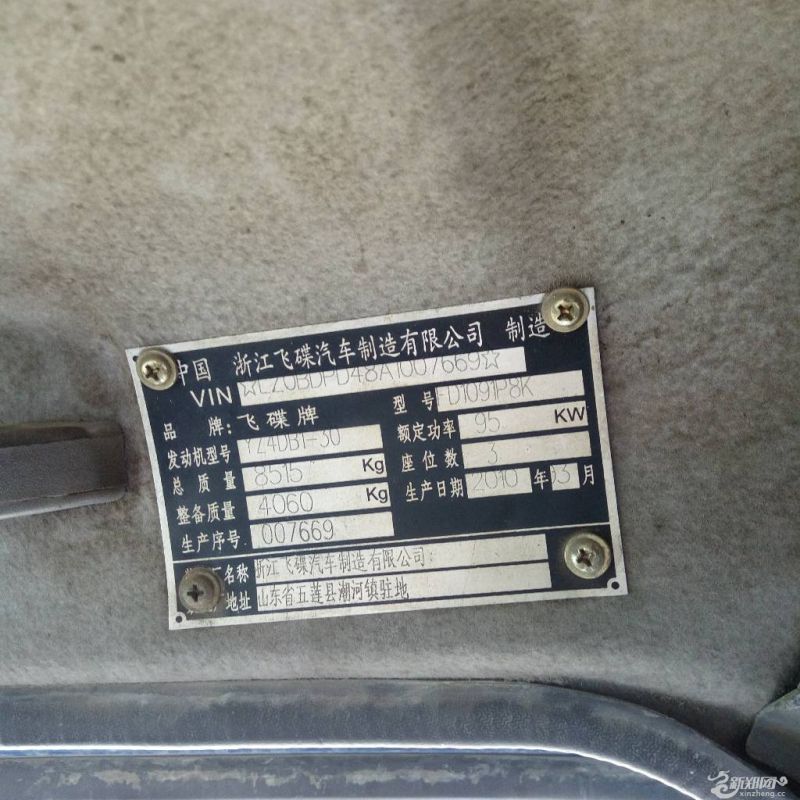 中国 浙江飞碟汽车制造有限公司 制造
VIN ☆LZ0BDPD48A1007669☆
品 牌：飞碟牌 型 号 FD1091P8K
发动机型号 YZ4DB1-30 额定功率 95 KW
总 质 量 8515 Kg 座 位 数 3
整备质量 4060 Kg 生产日期 2010 年 03 月
生产序号 007669
名称 浙江飞碟汽车制造有限公司：
地址 山东省五莲县潮河镇驻地
新郑网
xinzheng.cc